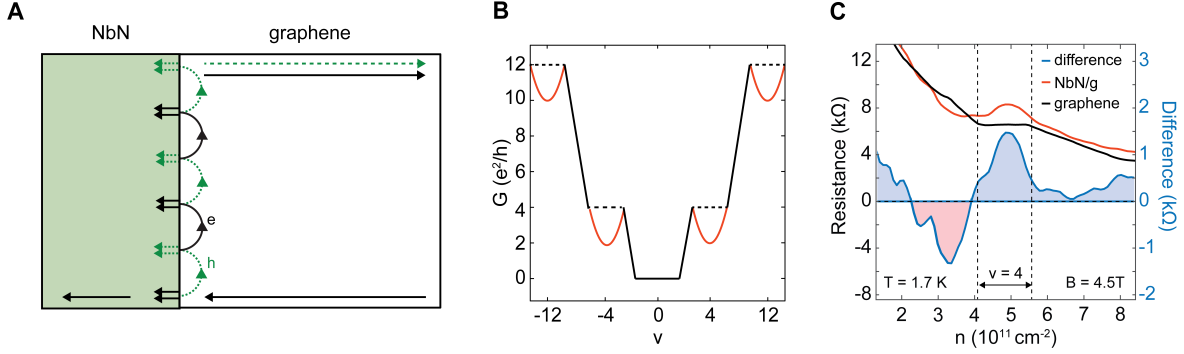 A
NbN
graphene
e
h
B
G (e²/h)
12
10
8
6
4
2
0
-12
-4
0
4
12
ν
C
difference
NbN/g
graphene
Resistance (kΩ)
12
8
4
0
-4
-8
Difference (kΩ)
3
2
1
0
-1
-2
T = 1.7 K
ν = 4
B = 4.5T
2
3
4
5
6
7
8
n (10¹¹ cm⁻²)